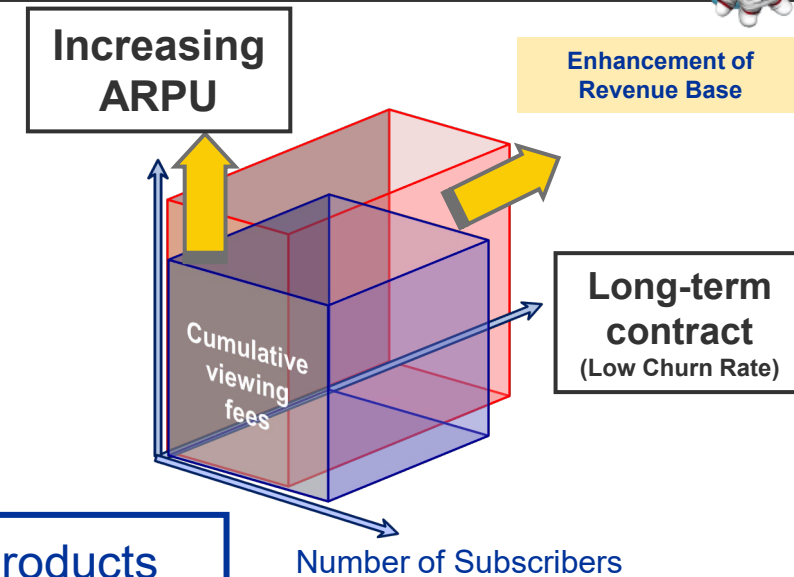 Increasing
ARPU
Enhancement of
Revenue Base
Long-term
contract
(Low Churn Rate)
Cumulative
viewing
fees
roducts
Number of Subscribers